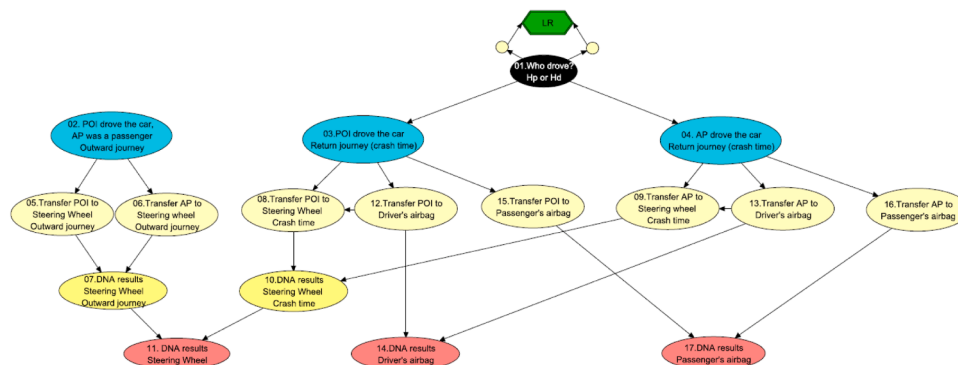 LR
01.Who drove?
Hp or Hd
02. POI drove the car,
AP was a passenger
Outward journey
03.POI drove the car
Return journey (crash time)
04. AP drove the car
Return journey (crash time)
05.Transfer POI to
Steering Wheel
Outward journey
06.Transfer AP to
Steering wheel
Outward journey
08.Transfer POI to
Steering Wheel
Crash time
12.Transfer POI to
Driver's airbag
15.Transfer POI to
Passenger's airbag
09.Transfer AP to
Steering wheel
Crash time
13.Transfer AP to
Driver's airbag
16.Transfer AP to
Passenger's airbag
07.DNA results
Steering Wheel
Outward journey
10.DNA results
Steering Wheel
Crash time
11. DNA results
Steering Wheel
14.DNA results
Driver's airbag
17.DNA results
Passenger's airbag